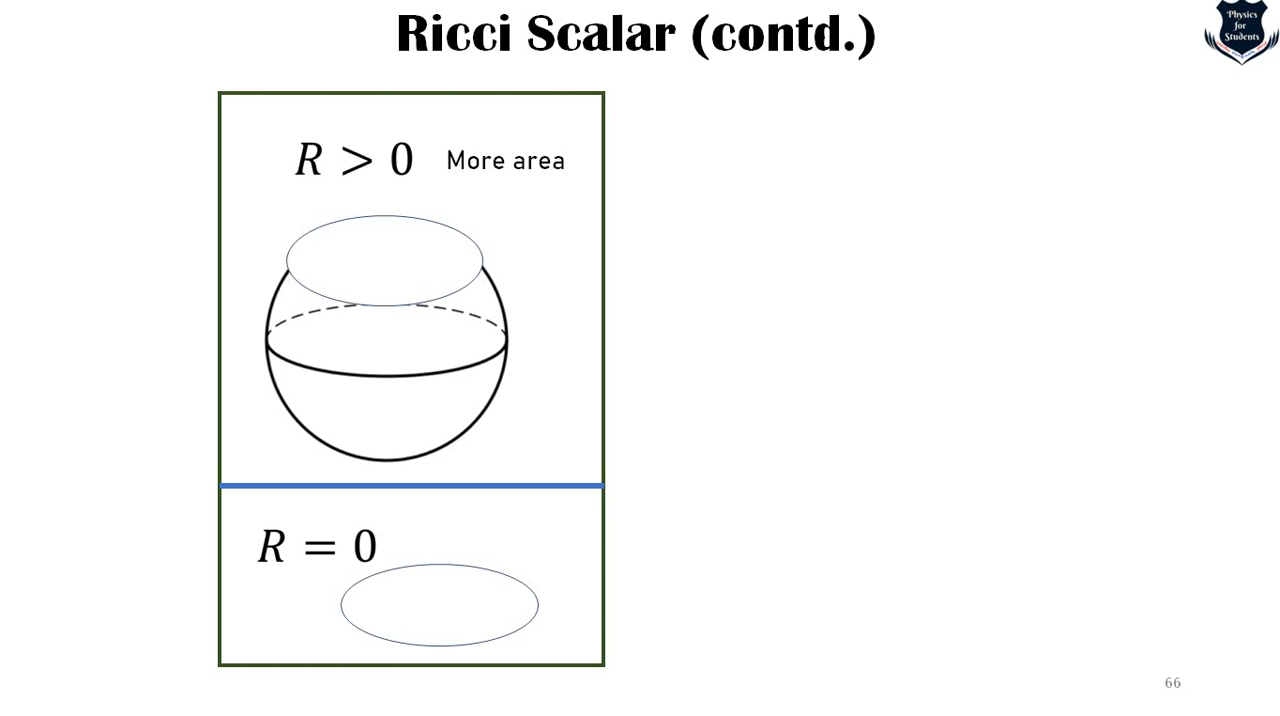 Ricci Scalar (contd.)
Physics
for
Students
R > 0 More area
R = 0
66